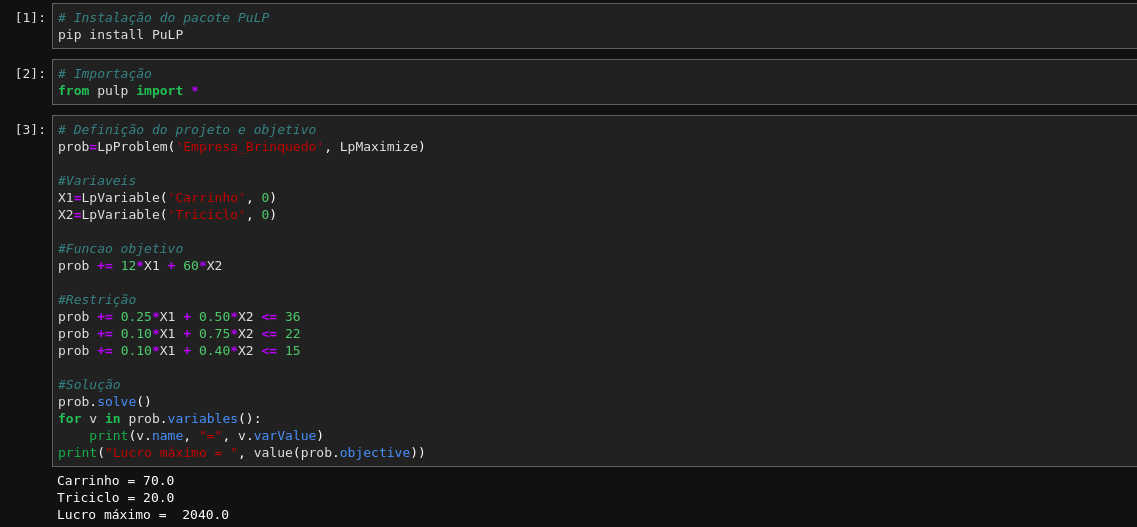 [1]: # Instalação do pacote PuLP
pip install PuLP
[2]: # Importação
from pulp import *
[3]: # Definição do projeto e objetivo
prob=LpProblem('Empresa_Brinquedo', LpMaximize)
#Variaveis
X1=LpVariable('Carrinho', 0)
X2=LpVariable('Triciclo', 0)
#Funcao objetivo
prob += 12*X1 + 60*X2
#Restrição
prob += 0.25*X1 + 0.50*X2 <= 36
prob += 0.10*X1 + 0.75*X2 <= 22
prob += 0.10*X1 + 0.40*X2 <= 15
#Solução
prob.solve()
for v in prob.variables():
    print(v.name, "=", v.varValue)
print("Lucro máximo = ", value(prob.objective))
Carrinho = 70.0
Triciclo = 20.0
Lucro máximo =  2040.0